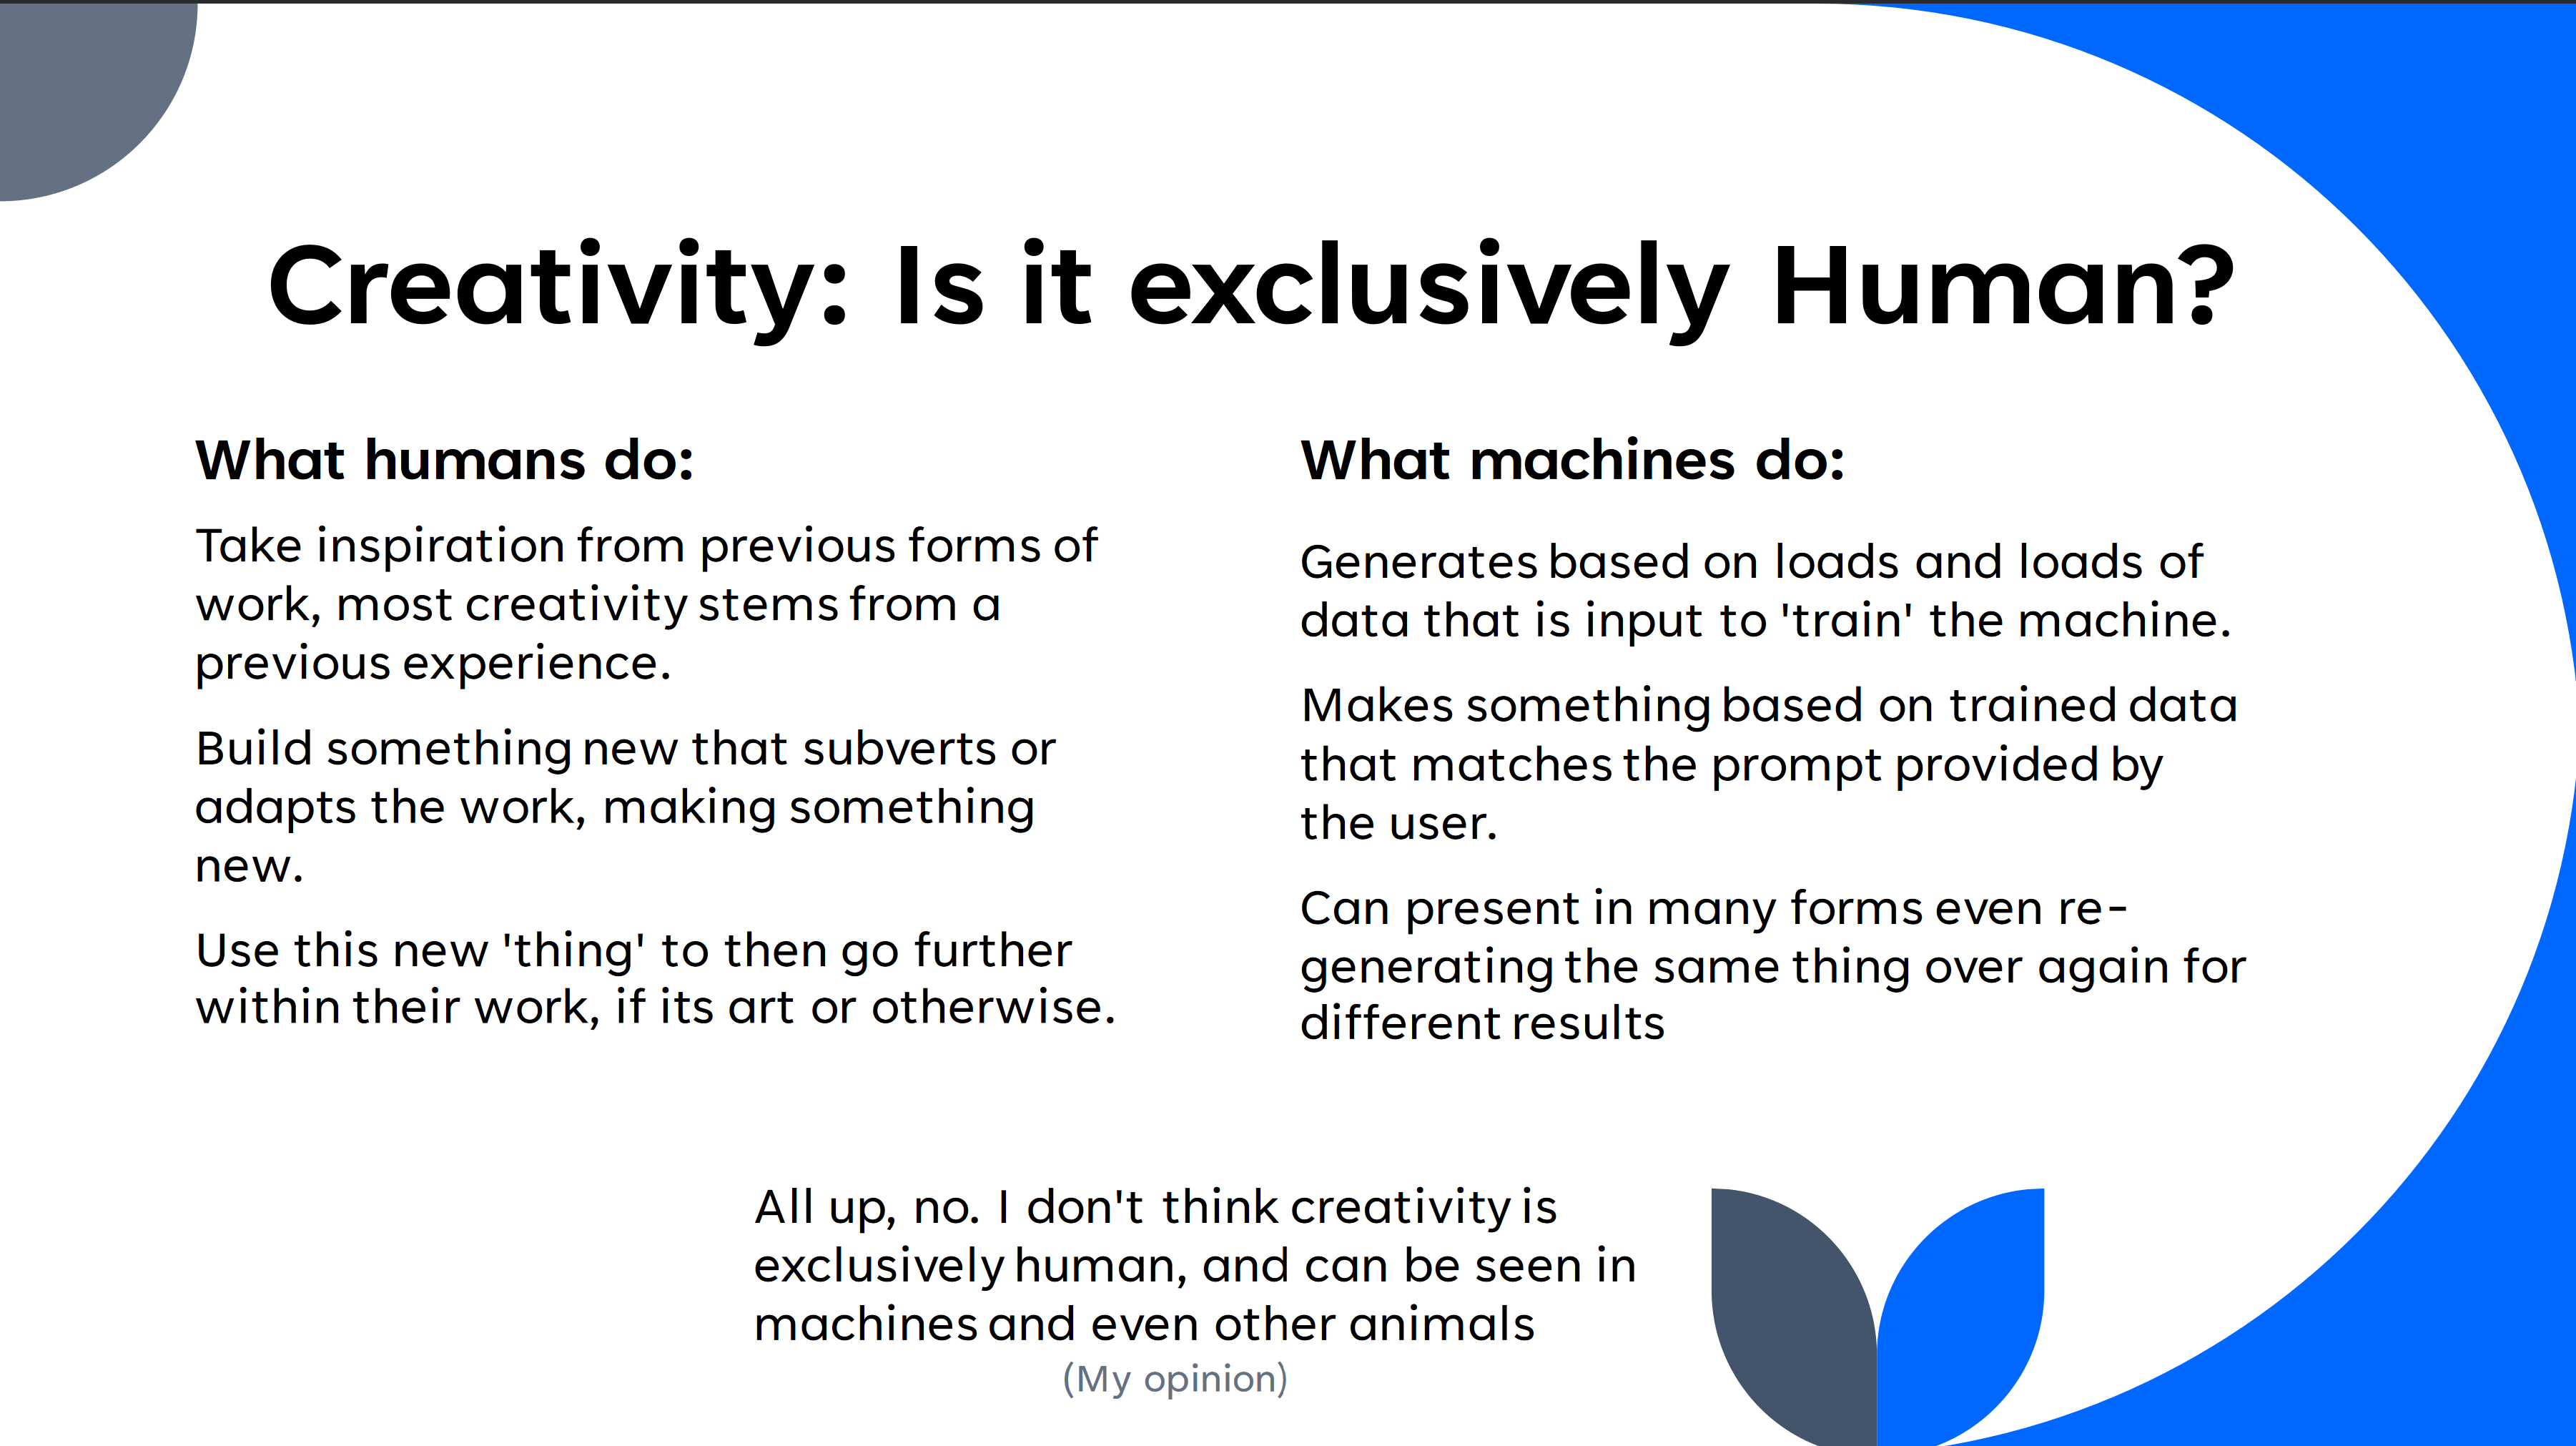 Creativity: Is it exclusively Human?
What humans do:
Take inspiration from previous forms of
work, most creativity stems from a
previous experience.
Build something new that subverts or
adapts the work, making something
new.
Use this new 'thing' to then go further
within their work, if its art or otherwise.
What machines do:
Generates based on loads and loads of
data that is input to 'train' the machine.
Makes something based on trained data
that matches the prompt provided by
the user.
Can present in many forms even re-
generating the same thing over again for
different results
All up, no. I don't think creativity is
exclusively human, and can be seen in
machines and even other animals
(My opinion)